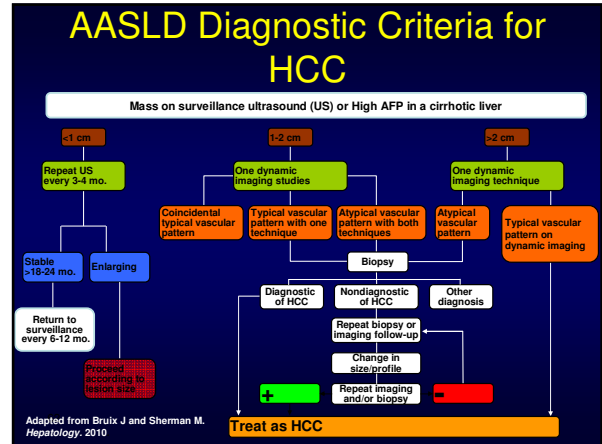 AASLD Diagnostic Criteria for
HCC
Mass on surveillance ultrasound (US) or High AFP in a cirrhotic liver
<1 cm
1-2 cm
>2 cm
Repeat US
every 3-4 mo.
One dynamic
imaging studies
One dynamic
imaging technique
Coincidental
typical vascular
pattern
Typical vascular
pattern with one
technique
Atypical vascular
pattern with both
techniques
Atypical
vascular
pattern
Typical vascular
pattern on
dynamic imaging
Biopsy
Stable
>18-24 mo.
Enlarging
Diagnostic
of HCC
Nondiagnostic
of HCC
Other
diagnosis
Return to
surveillance
every 6-12 mo.
Repeat biopsy or
imaging follow-up
Change in
size/profile
Proceed
according to
lesion size
+
Repeat imaging
and/or biopsy
-
Adapted from Bruix J and Sherman M.
Hepatology. 2010
Treat as HCC